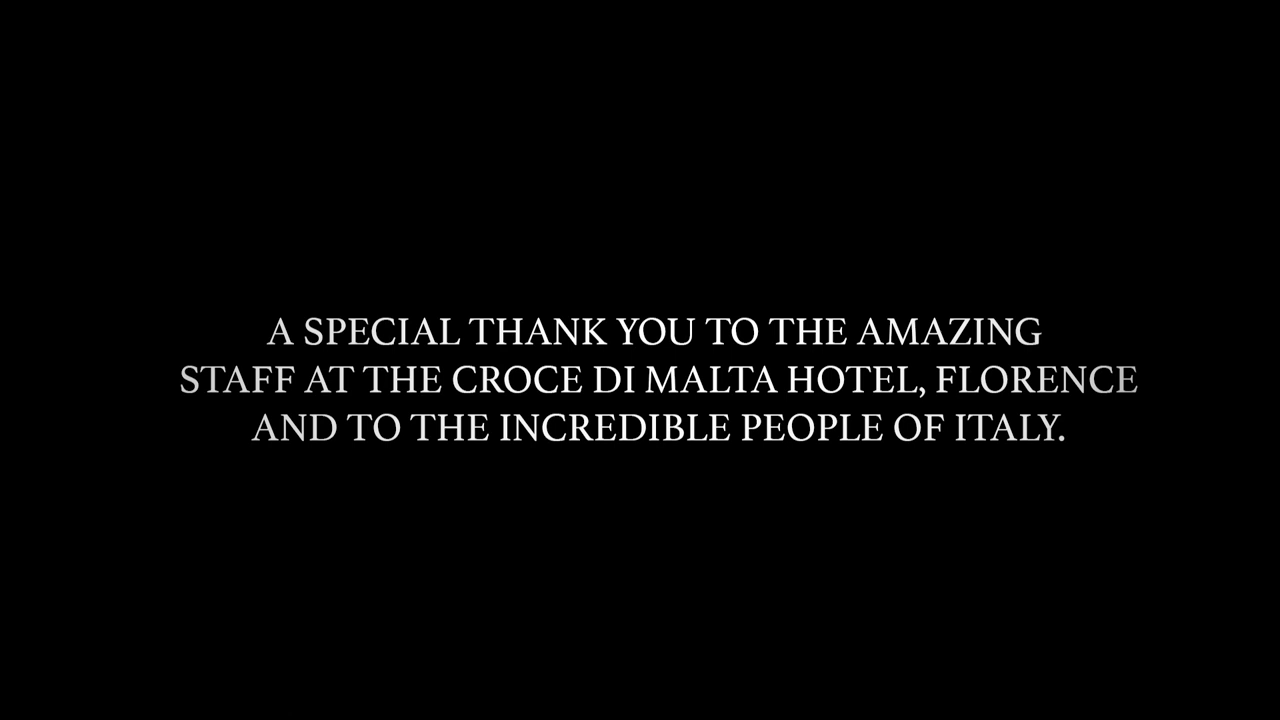 A SPECIAL THANK YOU TO THE AMAZING
STAFF AT THE CROCE DI MALTA HOTEL, FLORENCE
AND TO THE INCREDIBLE PEOPLE OF ITALY.